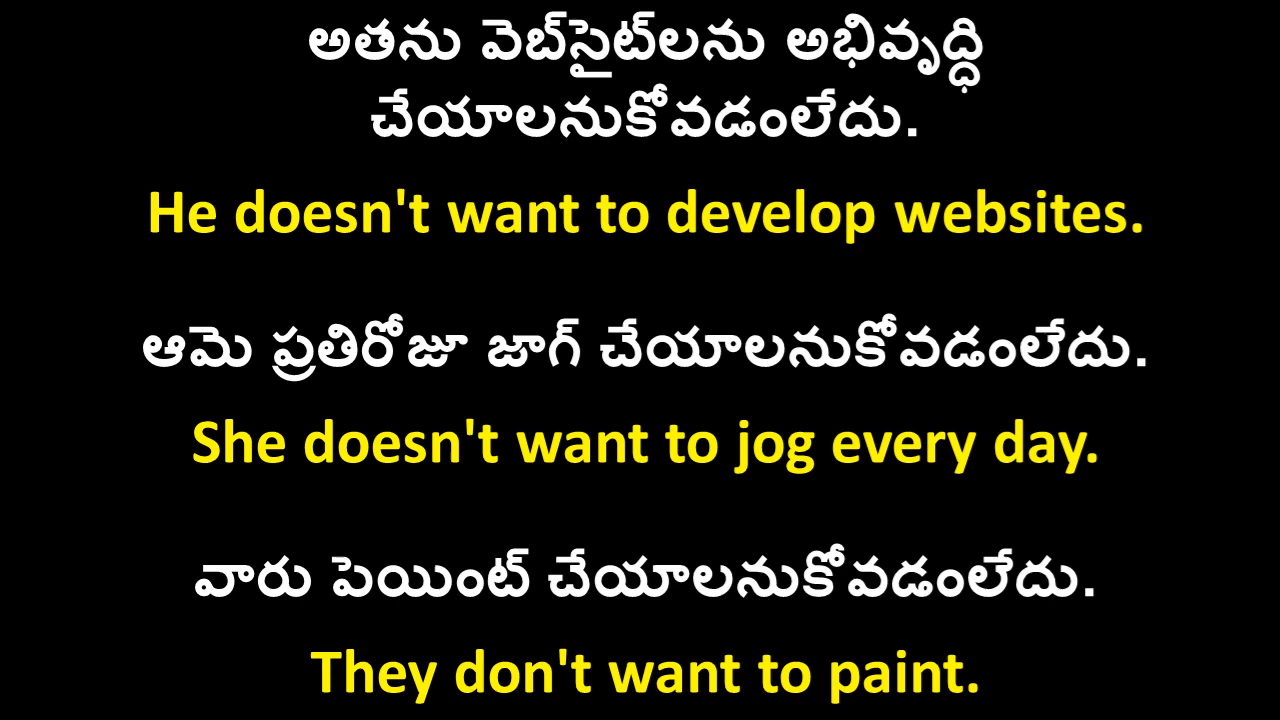 అతను వెబ్‌సైట్‌లను అభివృద్ధి
చేయాలనుకోవడంలేదు.
He doesn't want to develop websites.
ఆమె ప్రతిరోజూ జాగ్ చేయాలనుకోవడంలేదు.
She doesn't want to jog every day.
వారు పెయింట్ చేయాలనుకోవడంలేదు.
They don't want to paint.